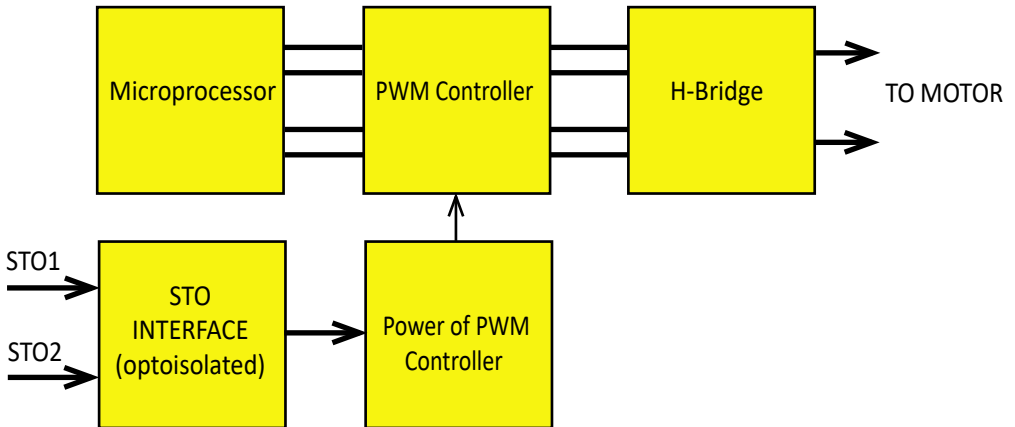 Microprocessor
PWM Controller
H-Bridge
TO MOTOR
STO1
STO2
STO
INTERFACE
(optoisolated)
Power of PWM
Controller